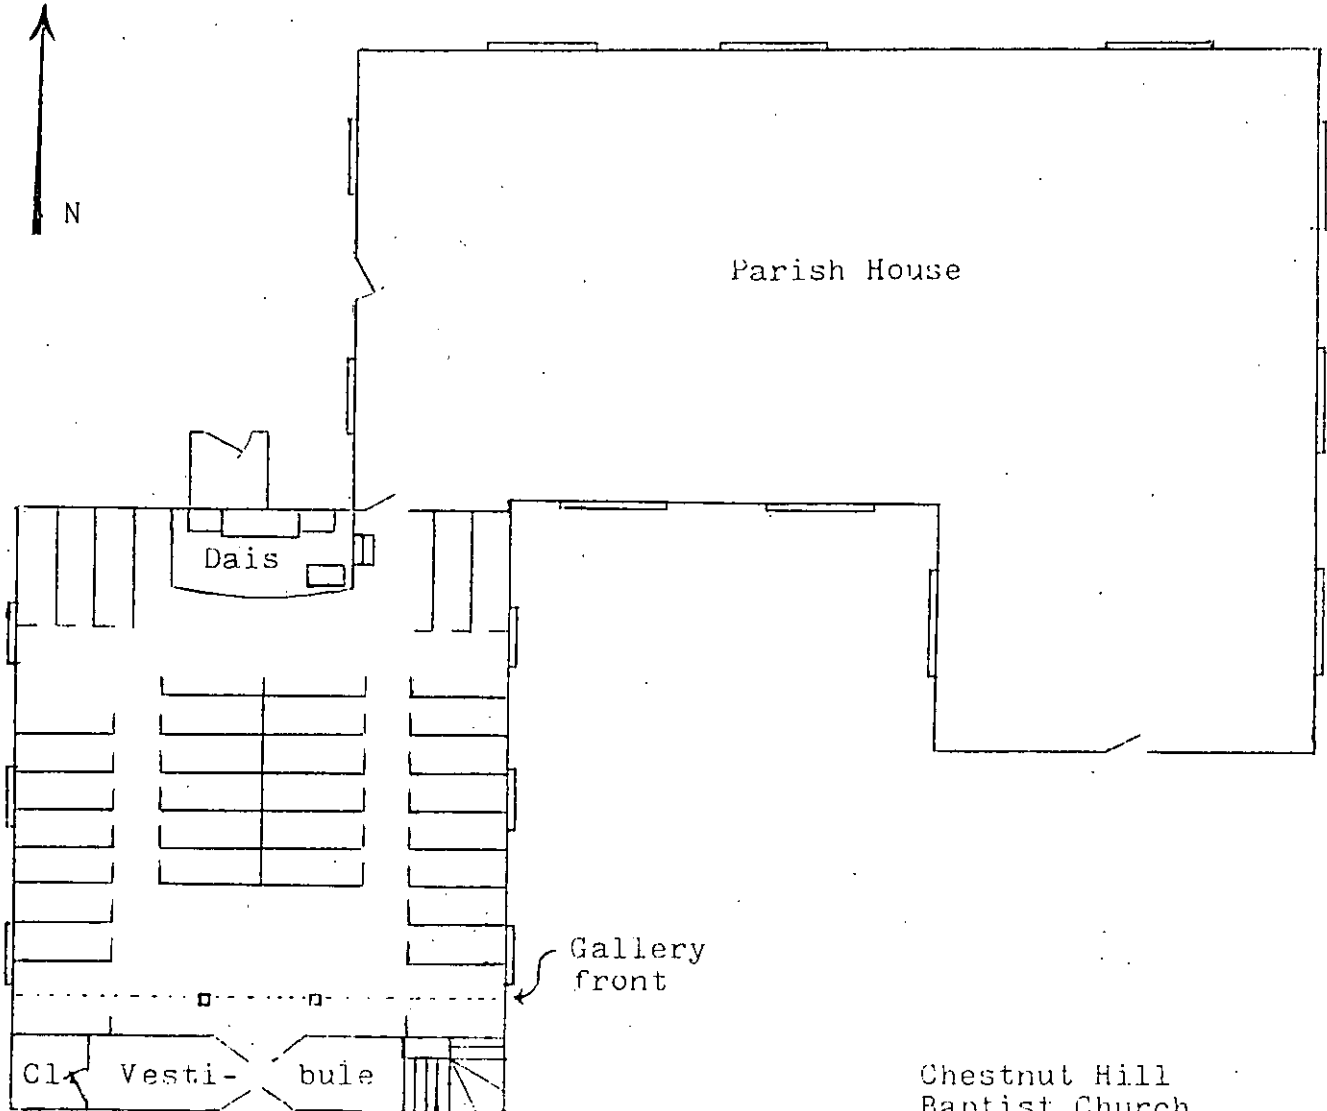 N
Parish House
Dais
Gallery
front
Cl. Vesti- bule
Chestnut Hill
Baptist Church